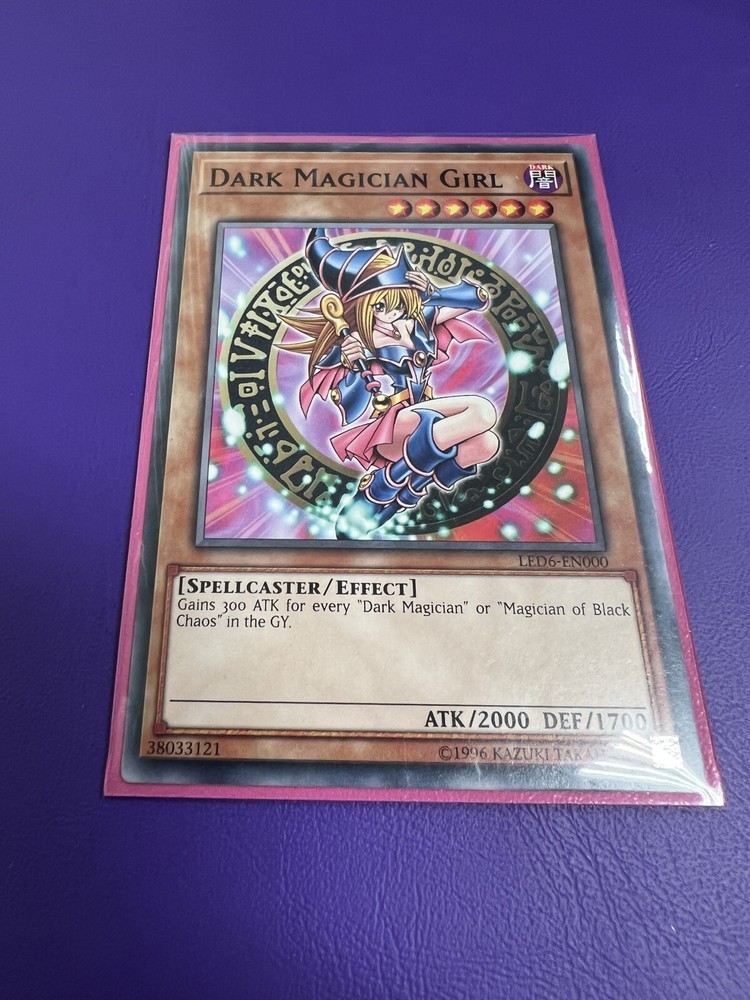 DARK MAGICIAN GIRL
DARK
闇
LED6-EN000
[SPELLCASTER/EFFECT]
Gains 300 ATK for every "Dark Magician" or "Magician of Black
Chaos" in the GY.
ATK/2000 DEF/1700
38033121
©1996 KAZUKI